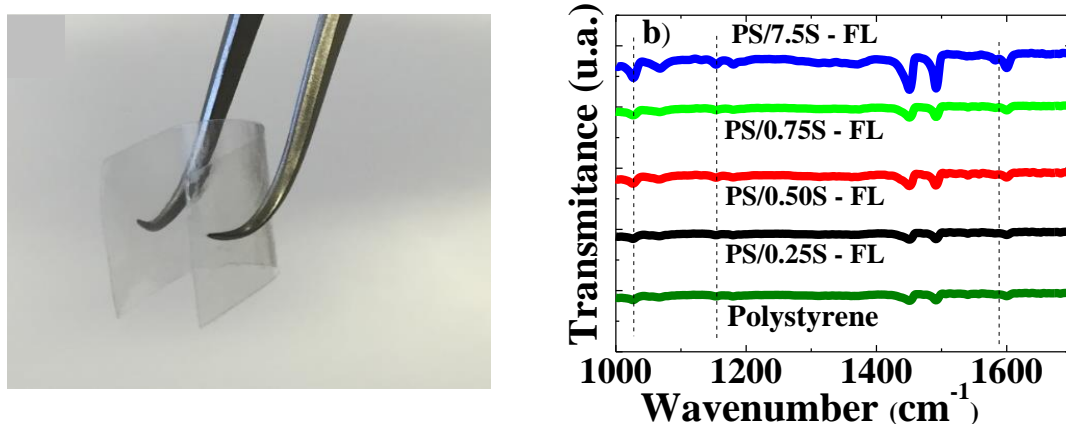 b)
PS/7.5S - FL
PS/0.75S - FL
PS/0.50S - FL
PS/0.25S - FL
Polystyrene
Transmitance (u.a.)
1000 1200 1400 1600
Wavenumber (cm⁻¹)